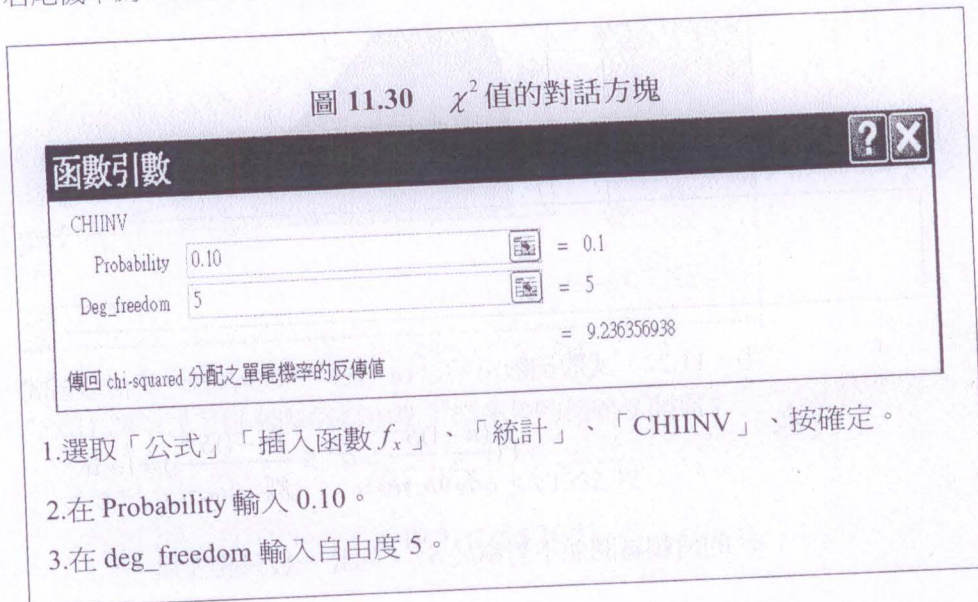 圖 11.30 χ² 值的對話方塊
函數引數 ? X
CHIINV
Probability 0.10 = 0.1
Deg_freedom 5 = 5
= 9.236356938
傳回 chi-squared 分配之單尾機率的反傳值
1.選取「公式」「插入函數 fx」、「統計」、「CHIINV」、按確定。
2.在 Probability 輸入 0.10。
3.在 deg_freedom 輸入自由度 5。